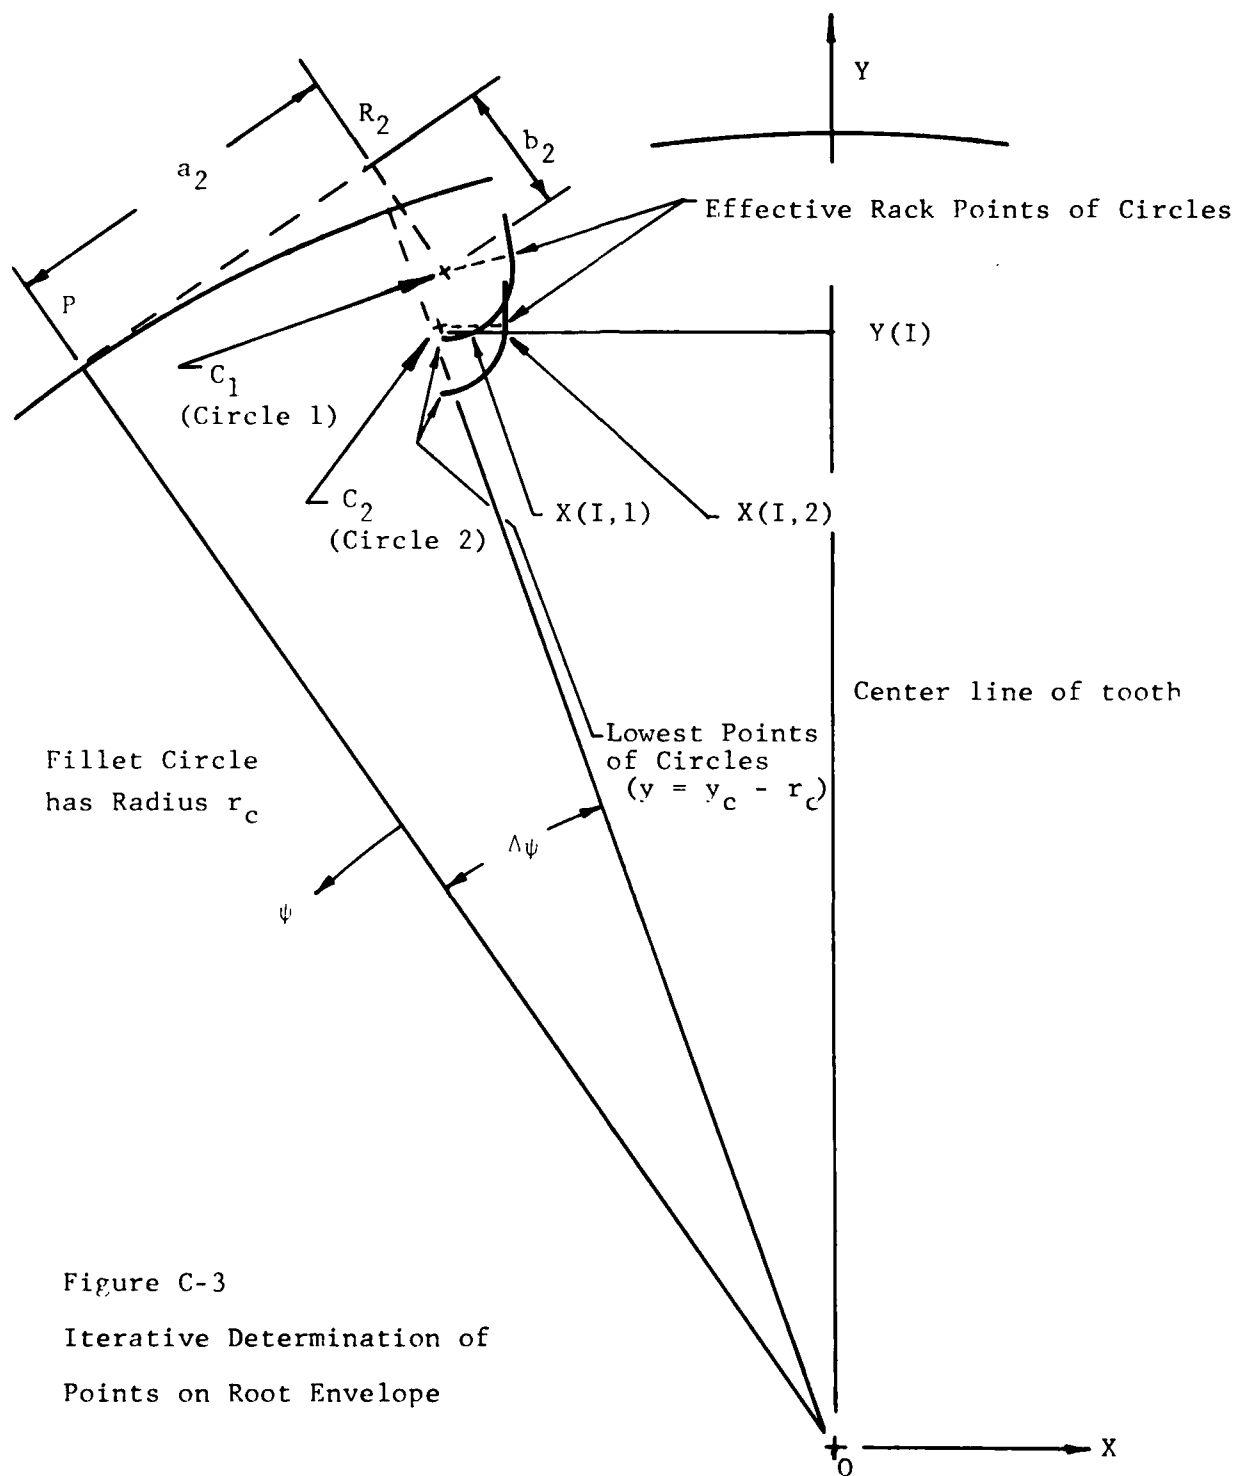 Y
R2
b2
a2
Effective Rack Points of Circles
P
Y(I)
C1
(Circle 1)
C2
(Circle 2)
X(I,1)
X(I,2)
Center line of tooth
Lowest Points
of Circles
(y = yc - rc)
Fillet Circle
has Radius rc
Δψ
ψ
Figure C-3
Iterative Determination of
Points on Root Envelope
X
O